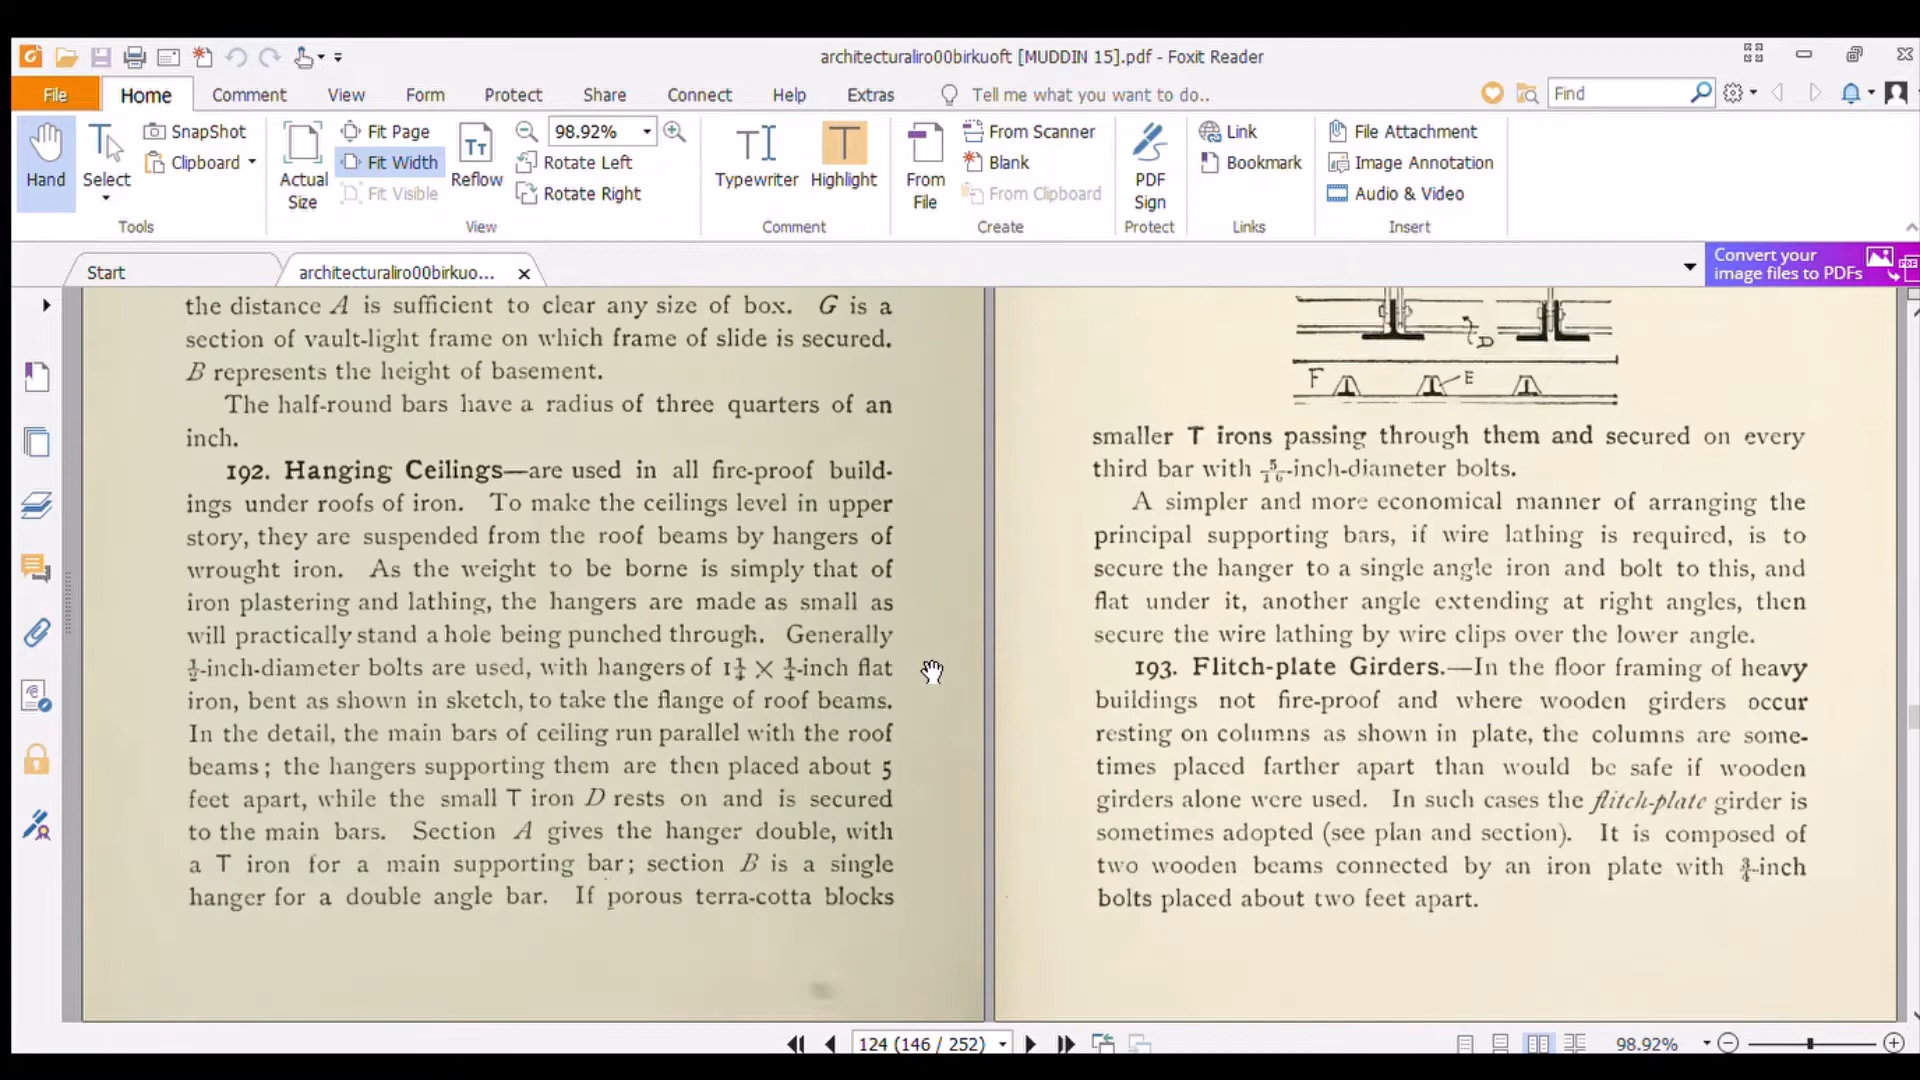 architecturaliro00birkuoft [MUDDIN 15].pdf - Foxit Reader
File Home Comment View Form Protect Share Connect Help Extras Tell me what you want to do.. Find
Hand
Select
SnapShot
Clipboard
Tools
Actual
Size
Fit Page
Fit Width
Fit Visible
Reflow
98.92%
Rotate Left
Rotate Right
View
Typewriter
Highlight
Comment
From
File
From Scanner
Blank
From Clipboard
Create
PDF
Sign
Protect
Link
Bookmark
Links
File Attachment
Image Annotation
Audio & Video
Insert
Start
architecturaliro00birkuo...
Convert your
image files to PDFs
the distance A is sufficient to clear any size of box. G is a
section of vault-light frame on which frame of slide is secured.
B represents the height of basement.
The half-round bars have a radius of three quarters of an
inch.
192. Hanging Ceilings—are used in all fire-proof build-
ings under roofs of iron. To make the ceilings level in upper
story, they are suspended from the roof beams by hangers of
wrought iron. As the weight to be borne is simply that of
iron plastering and lathing, the hangers are made as small as
will practically stand a hole being punched through. Generally
½-inch-diameter bolts are used, with hangers of 1¼ × ¼-inch flat
iron, bent as shown in sketch, to take the flange of roof beams.
In the detail, the main bars of ceiling run parallel with the roof
beams; the hangers supporting them are then placed about 5
feet apart, while the small T iron D rests on and is secured
to the main bars. Section A gives the hanger double, with
a T iron for a main supporting bar; section B is a single
hanger for a double angle bar. If porous terra-cotta blocks
D
F
E
smaller T irons passing through them and secured on every
third bar with 5/16-inch-diameter bolts.
A simpler and more economical manner of arranging the
principal supporting bars, if wire lathing is required, is to
secure the hanger to a single angle iron and bolt to this, and
flat under it, another angle extending at right angles, then
secure the wire lathing by wire clips over the lower angle.
193. Flitch-plate Girders.—In the floor framing of heavy
buildings not fire-proof and where wooden girders occur
resting on columns as shown in plate, the columns are some-
times placed farther apart than would be safe if wooden
girders alone were used. In such cases the flitch-plate girder is
sometimes adopted (see plan and section). It is composed of
two wooden beams connected by an iron plate with ¾-inch
bolts placed about two feet apart.
124 (146 / 252)
98.92%